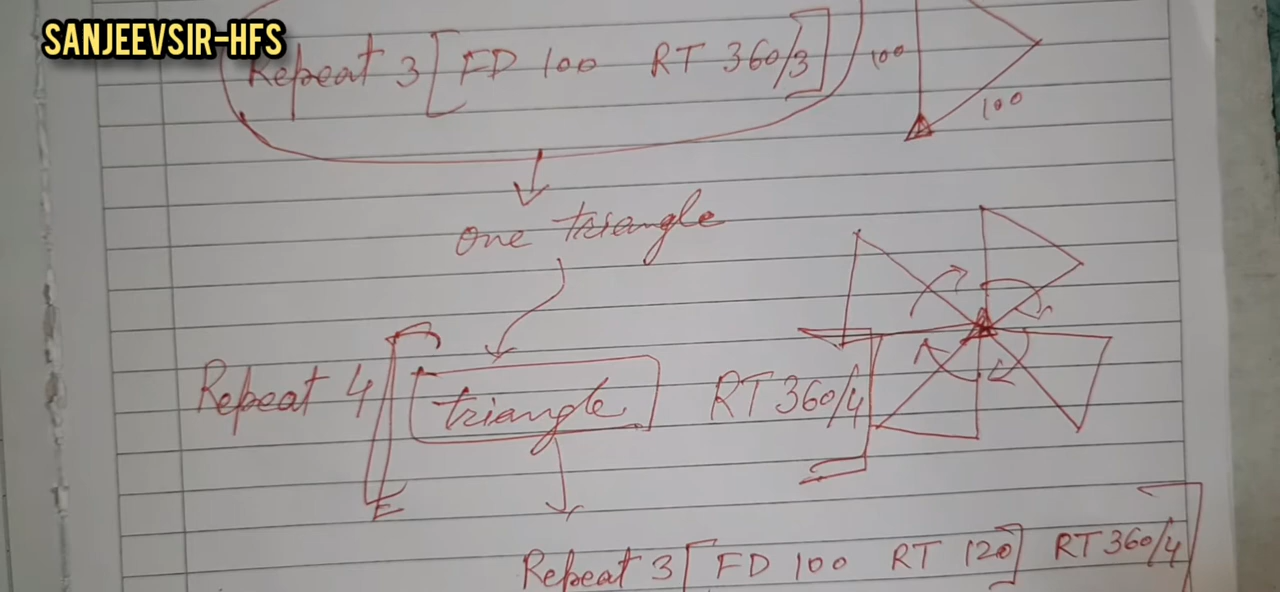 SANJEEVSIR-HFS
Repeat 3[FD 100 RT 360/3] 100
100
One triangle
Repeat 4[[triangle] RT 360/4]
Repeat 3[FD 100 RT 120] RT 360/4]